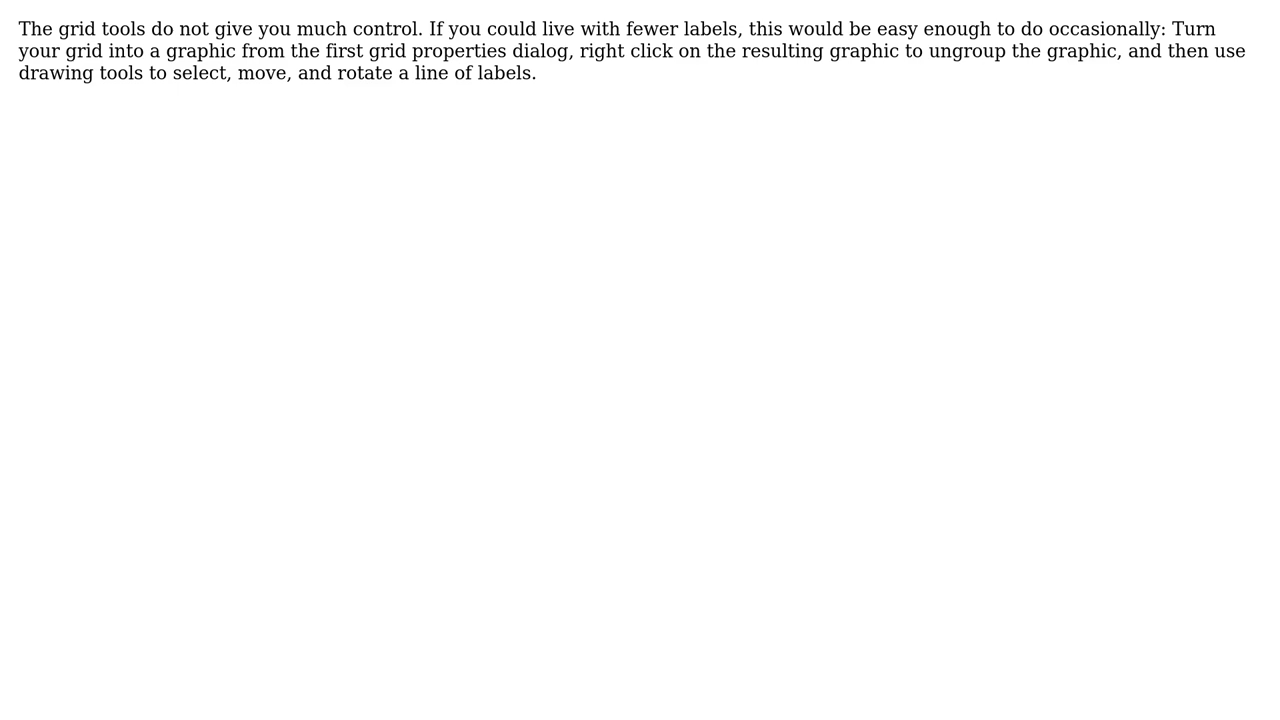 The grid tools do not give you much control. If you could live with fewer labels, this would be easy enough to do occasionally: Turn
your grid into a graphic from the first grid properties dialog, right click on the resulting graphic to ungroup the graphic, and then use
drawing tools to select, move, and rotate a line of labels.